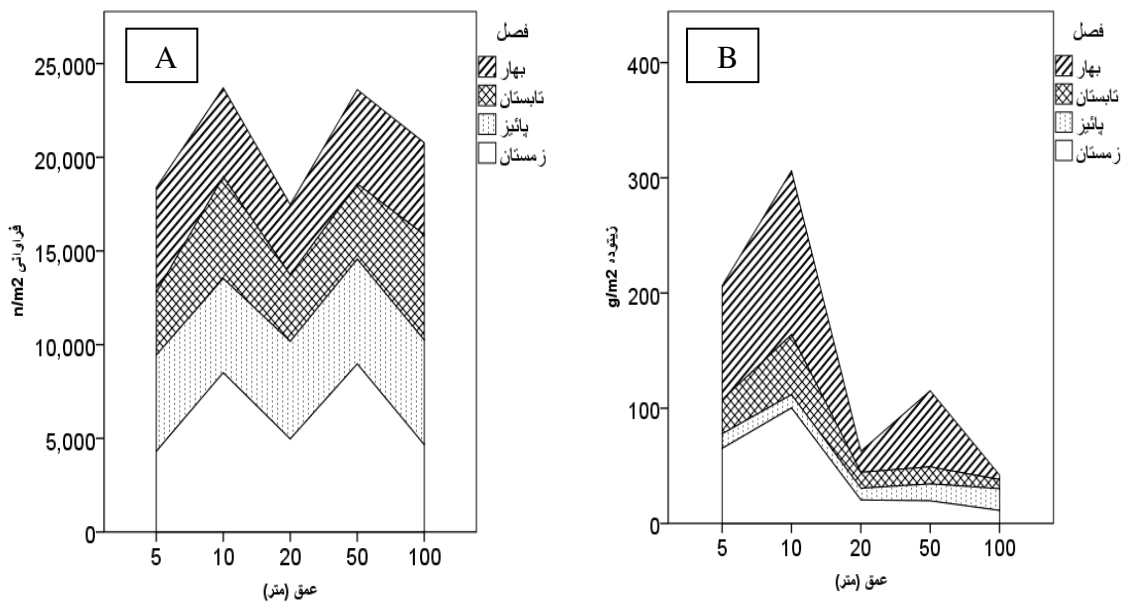 A
فصل
بهار
تابستان
پائیز
زمستان
25,000
20,000
15,000
10,000
5,000
0
فراوانی n/m2
5 10 20 50 100
عمق (متر)
B
فصل
بهار
تابستان
پائیز
زمستان
400
300
200
100
0
زیتوده g/m2
5 10 20 50 100
عمق (متر)